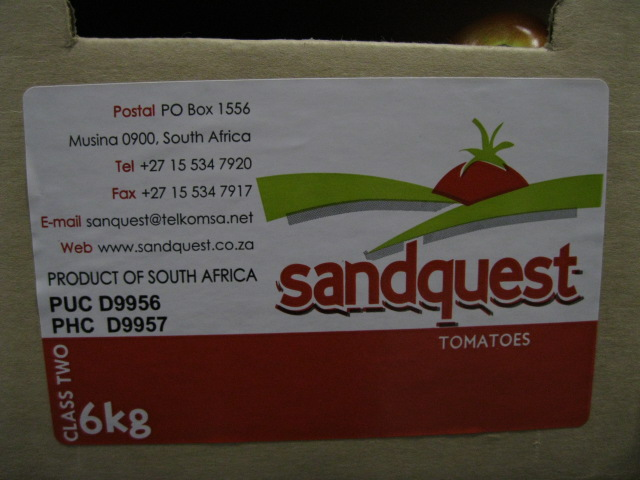 Postal PO Box 1556
Musina 0900, South Africa
Tel +27 15 534 7920
Fax +27 15 534 7917
E-mail sanquest@telkomsa.net
Web www.sandquest.co.za
PRODUCT OF SOUTH AFRICA
PUC D9956
PHC D9957
sandquest
TOMATOES
CLASS TWO
6kg